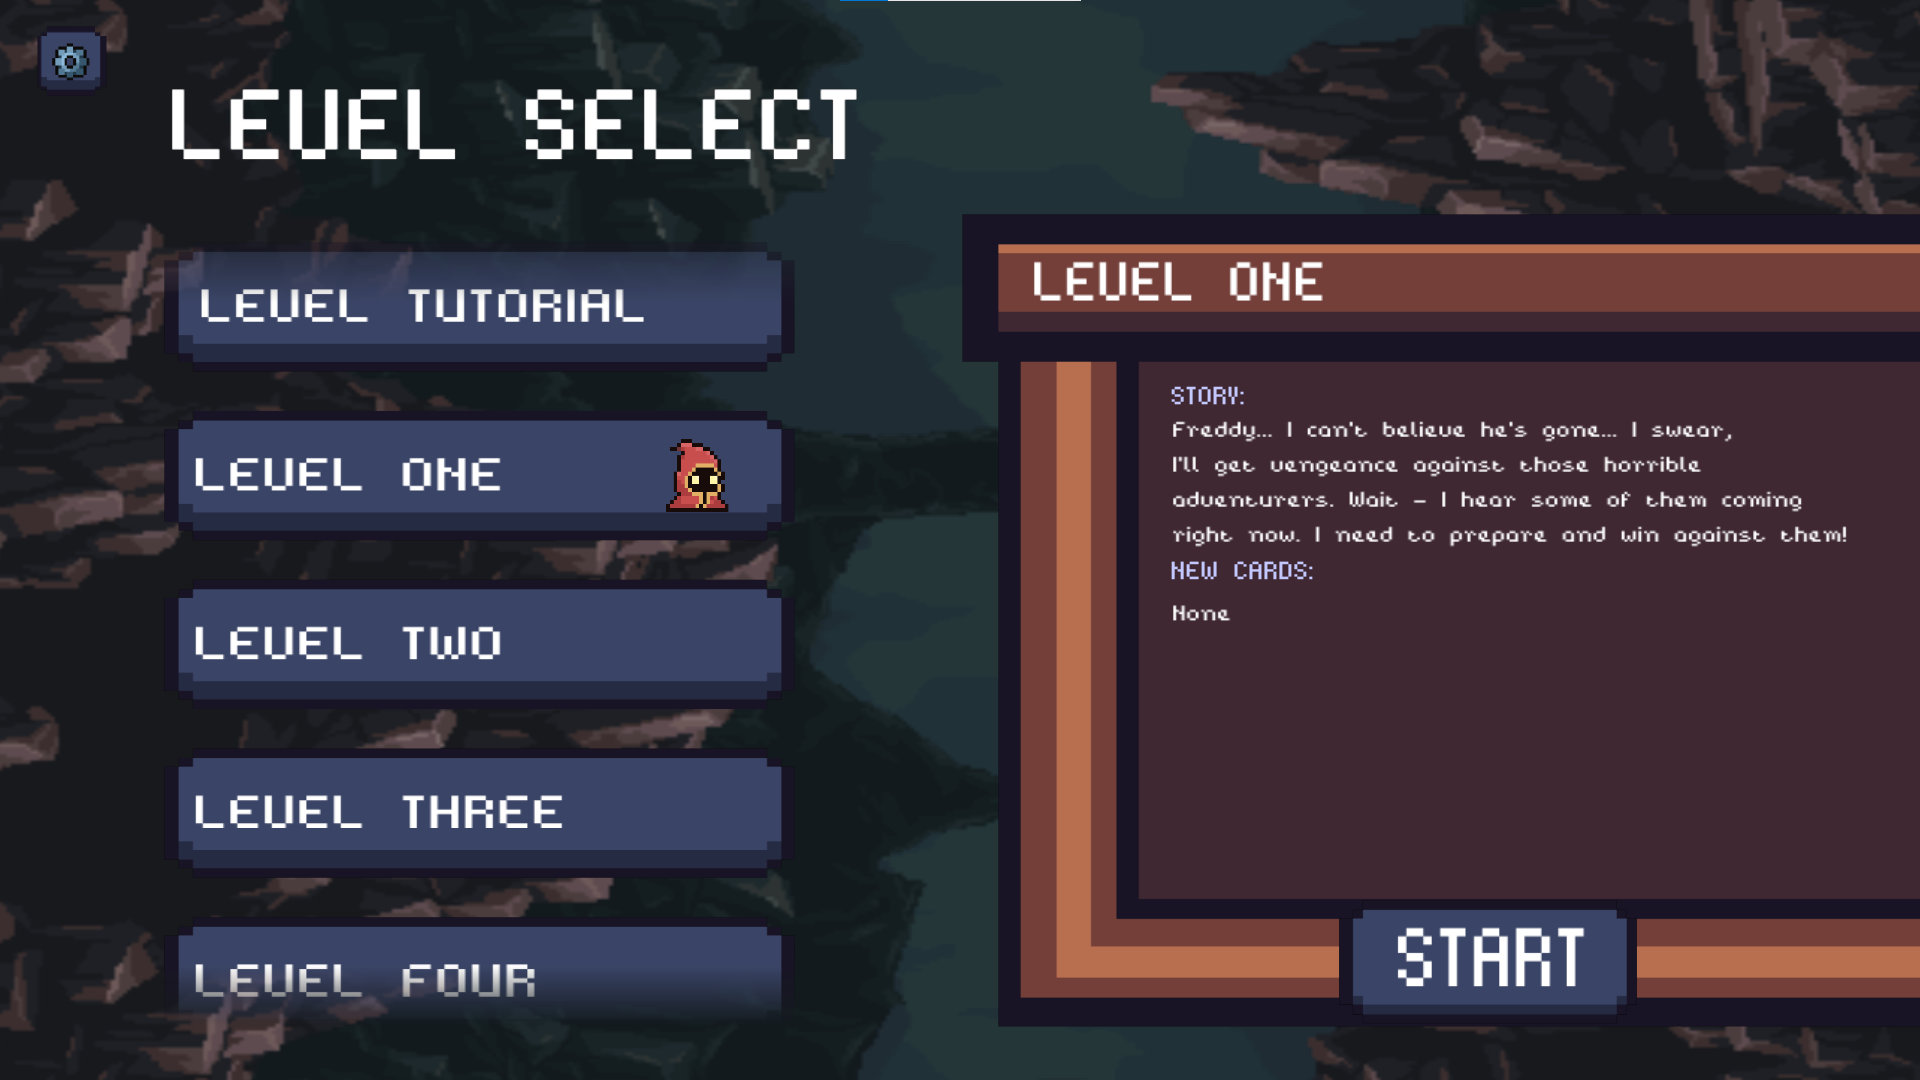 LEVEL SELECT
LEVEL TUTORIAL
LEVEL ONE
LEVEL TWO
LEVEL THREE
LEVEL FOUR
LEVEL ONE
STORY:
Freddy... I can't believe he's gone... I swear,
I'll get vengeance against those horrible
adventurers. Wait - I hear some of them coming
right now. I need to prepare and win against them!
NEW CARDS:
None
START